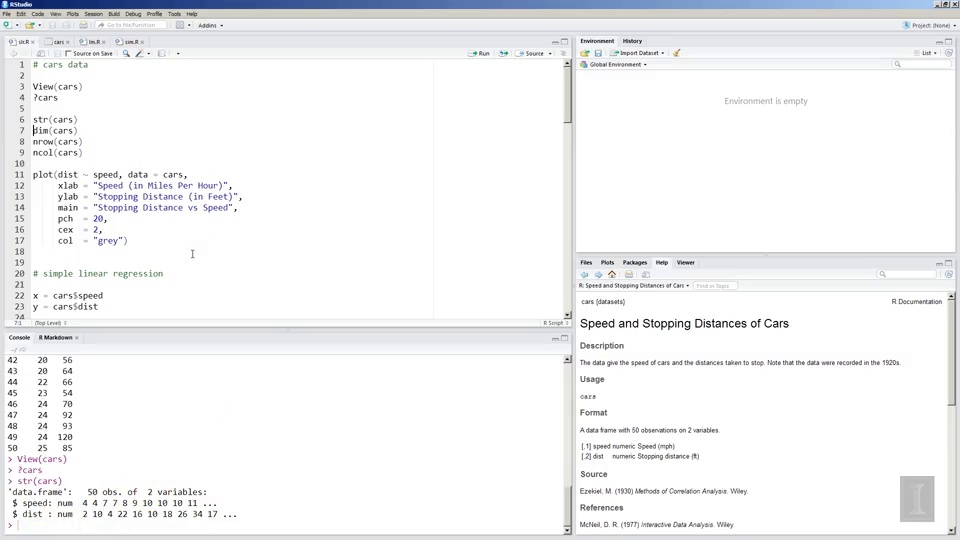 RStudio
File Edit Code View Plots Session Build Debug Profile Tools Help
Go to file/function
Addins
Project: (None)
slr.R cars lm.R sim.R
Source on Save
Run
Source
1 # cars data
2
3 View(cars)
4 ?cars
5
6 str(cars)
7 dim(cars)
8 nrow(cars)
9 ncol(cars)
10
11 plot(dist ~ speed, data = cars,
12 xlab = "Speed (in Miles Per Hour)",
13 ylab = "Stopping Distance (in Feet)",
14 main = "Stopping Distance vs Speed",
15 pch = 20,
16 cex = 2,
17 col = "grey")
18
19
20 # simple linear regression
21
22 x = cars$speed
23 y = cars$dist
24
7:1 (Top Level) R Script
Console R Markdown
~/
42 20 56
43 20 64
44 22 66
45 23 54
46 24 70
47 24 92
48 24 93
49 24 120
50 25 85
> View(cars)
> ?cars
> str(cars)
'data.frame': 50 obs. of 2 variables:
$ speed: num 4 4 7 7 8 9 10 10 10 11 ...
$ dist : num 2 10 4 22 16 10 18 26 34 17 ...
>
Environment History
Import Dataset
List
Global Environment
Environment is empty
Files Plots Packages Help Viewer
R: Speed and Stopping Distances of Cars
Find in Topic
cars {datasets}
R Documentation
Speed and Stopping Distances of Cars
Description
The data give the speed of cars and the distances taken to stop. Note that the data were recorded in the 1920s.
Usage
cars
Format
A data frame with 50 observations on 2 variables.
[,1] speed numeric Speed (mph)
[,2] dist numeric Stopping distance (ft)
Source
Ezekiel, M. (1930) Methods of Correlation Analysis. Wiley.
References
McNeil, D. R. (1977) Interactive Data Analysis. Wiley.
I